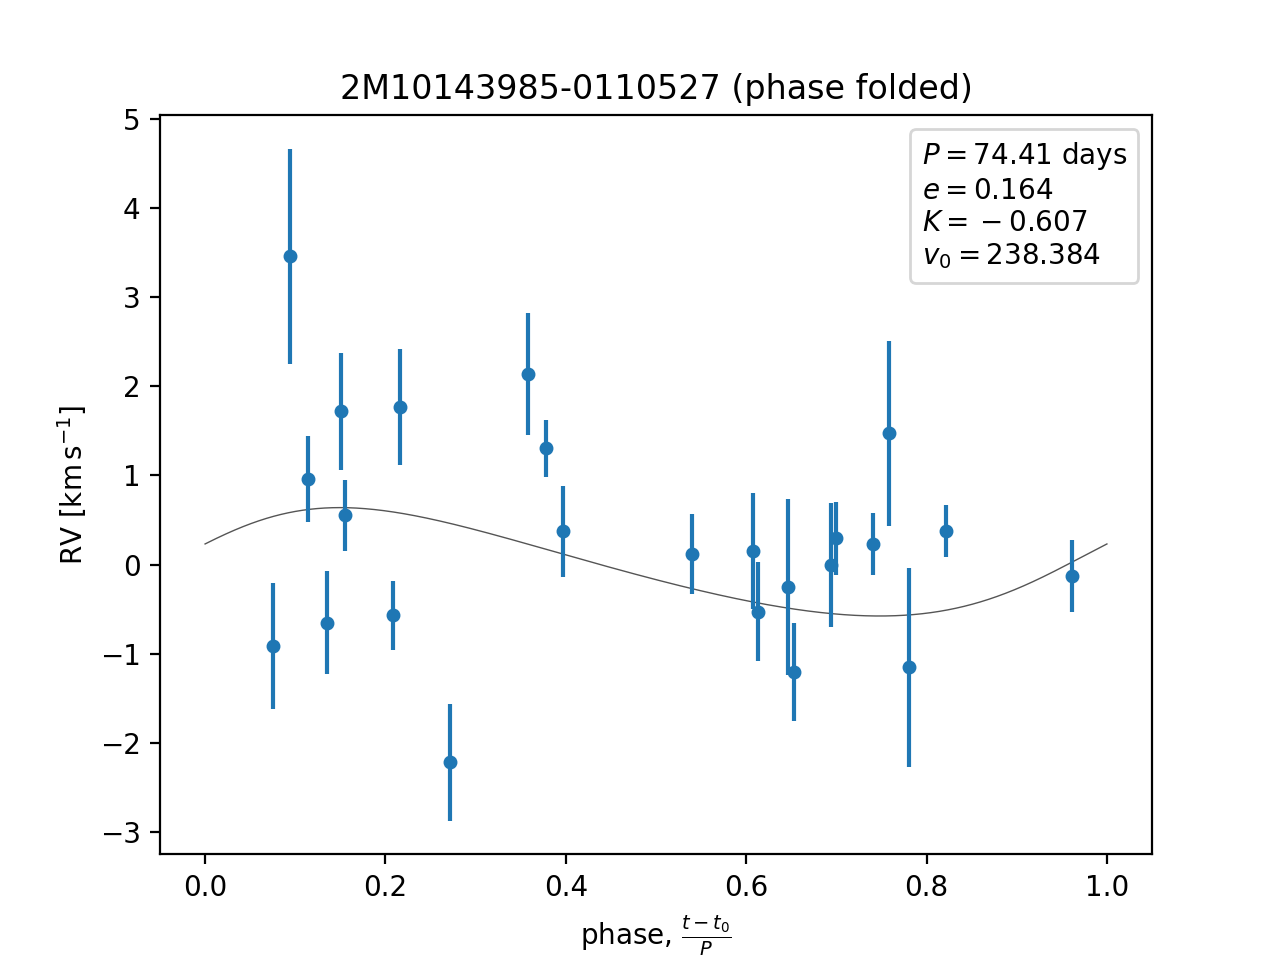 2M10143985-0110527 (phase folded)
P = 74.41 days
e = 0.164
K = −0.607
v₀ = 238.384
5
4
3
2
1
0
−1
−2
−3
RV [km s⁻¹]
0.0 0.2 0.4 0.6 0.8 1.0
phase, (t − t₀)/P